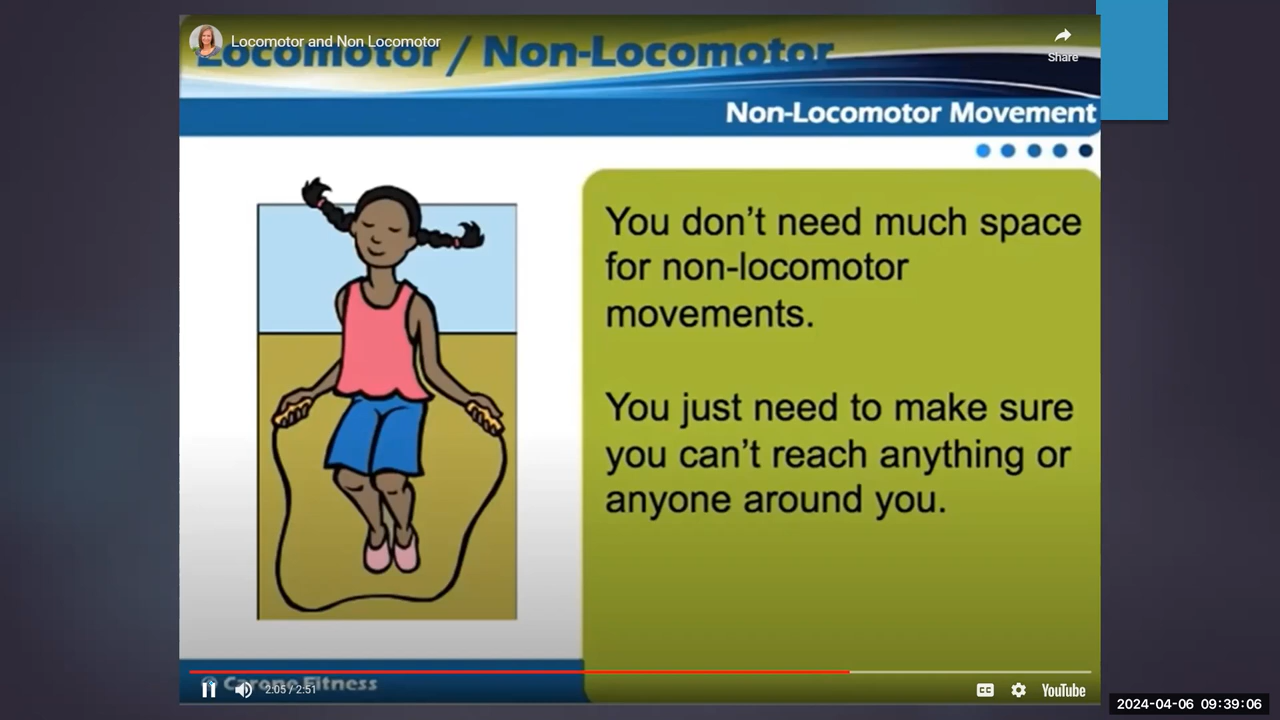 Locomotor and Non Locomotor
Locomotor / Non-Locomotor
Share
Non-Locomotor Movement
You don't need much space
for non-locomotor
movements.
You just need to make sure
you can't reach anything or
anyone around you.
© Carone Fitness
2:05 / 2:51
CC
YouTube
2024-04-06 09:39:06